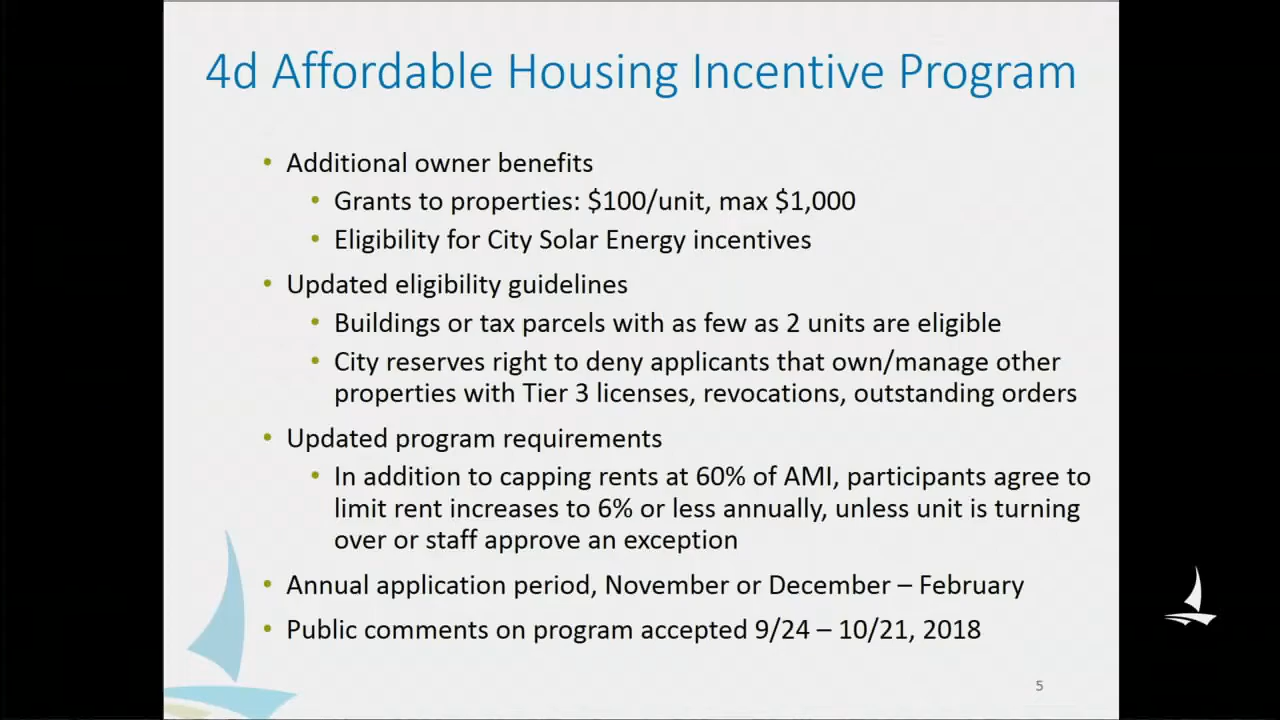 4d Affordable Housing Incentive Program
• Additional owner benefits
• Grants to properties: $100/unit, max $1,000
• Eligibility for City Solar Energy incentives
• Updated eligibility guidelines
• Buildings or tax parcels with as few as 2 units are eligible
• City reserves right to deny applicants that own/manage other
properties with Tier 3 licenses, revocations, outstanding orders
• Updated program requirements
• In addition to capping rents at 60% of AMI, participants agree to
limit rent increases to 6% or less annually, unless unit is turning
over or staff approve an exception
• Annual application period, November or December – February
• Public comments on program accepted 9/24 – 10/21, 2018
5